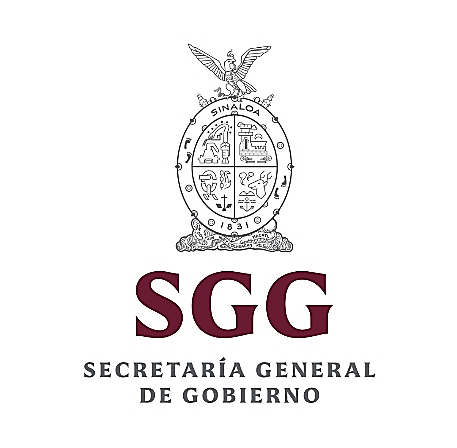 SINALOA
1831
SGG
SECRETARÍA GENERAL
DE GOBIERNO